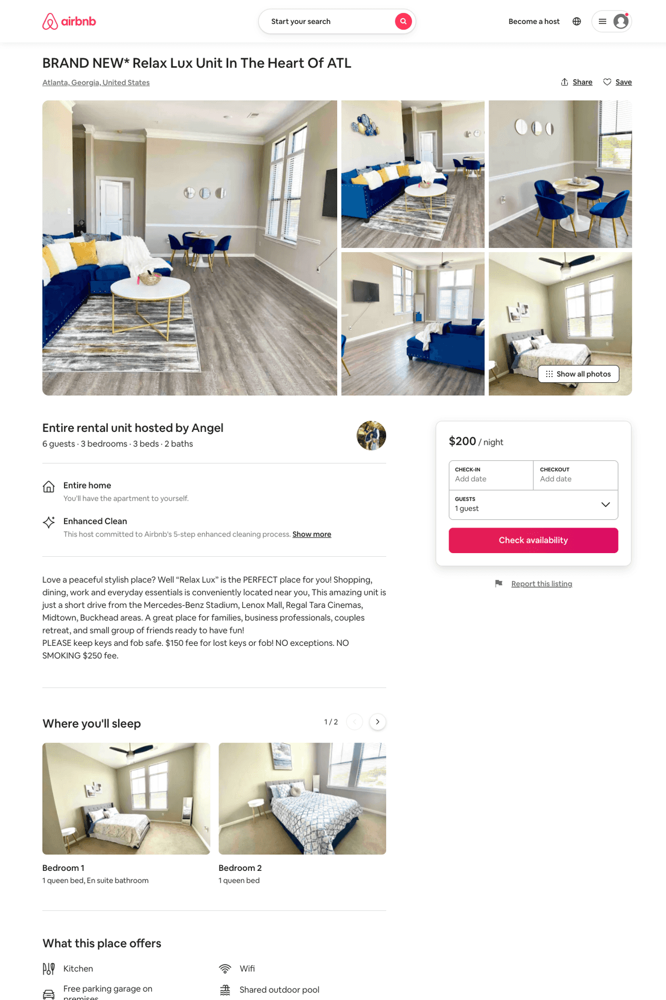 airbnb
Start your search
Become a host
BRAND NEW* Relax Lux Unit In The Heart Of ATL
Atlanta, Georgia, United States
Share
Save
Show all photos
Entire rental unit hosted by Angel
6 guests · 3 bedrooms · 3 beds · 2 baths
Entire home
You’ll have the apartment to yourself.
Enhanced Clean
This host committed to Airbnb's 5-step enhanced cleaning process. Show more
$200 / night
CHECK-IN
Add date
CHECKOUT
Add date
GUESTS
1 guest
Check availability
Report this listing
Love a peaceful stylish place? Well “Relax Lux” is the PERFECT place for you! Shopping,
dining, work and everyday essentials is conveniently located near you, This amazing unit is
just a short drive from the Mercedes-Benz Stadium, Lenox Mall, Regal Tara Cinemas,
Midtown, Buckhead areas. A great place for families, business professionals, couples
retreat, and small group of friends ready to have fun!
PLEASE keep keys and fob safe. $150 fee for lost keys or fob! NO exceptions. NO
SMOKING $250 fee.
Where you'll sleep
1 / 2
Bedroom 1
1 queen bed, En suite bathroom
Bedroom 2
1 queen bed
What this place offers
Kitchen
Wifi
Free parking garage on
premises
Shared outdoor pool